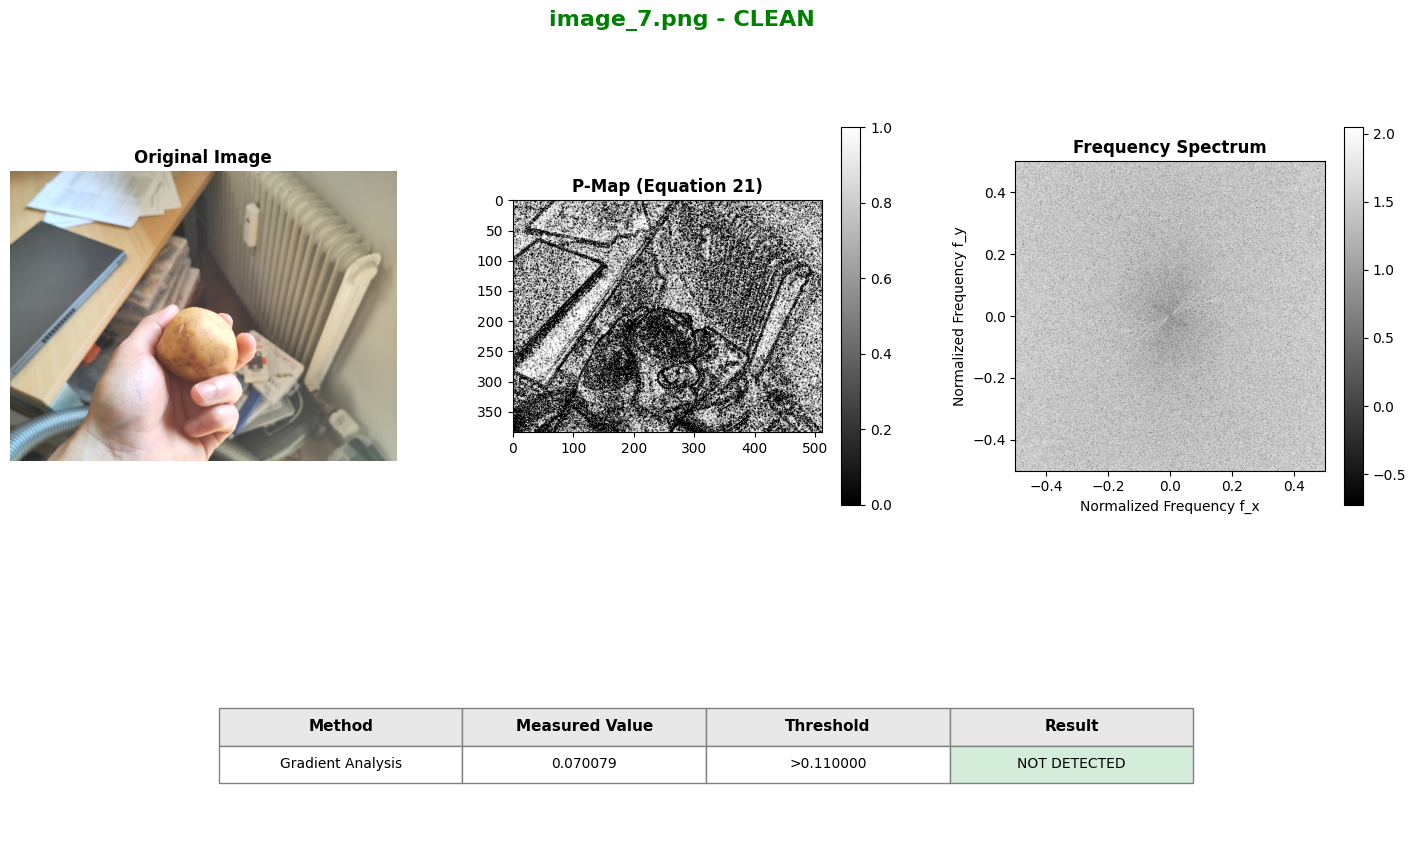 image_7.png - CLEAN
Original Image
P-Map (Equation 21)
0
50
100
150
200
250
300
350
0 100 200 300 400 500
1.0
0.8
0.6
0.4
0.2
0.0
Frequency Spectrum
Normalized Frequency f_y
0.4
0.2
0.0
−0.2
−0.4
−0.4 −0.2 0.0 0.2 0.4
Normalized Frequency f_x
2.0
1.5
1.0
0.5
0.0
−0.5
Method Measured Value Threshold Result
Gradient Analysis 0.070079 >0.110000 NOT DETECTED